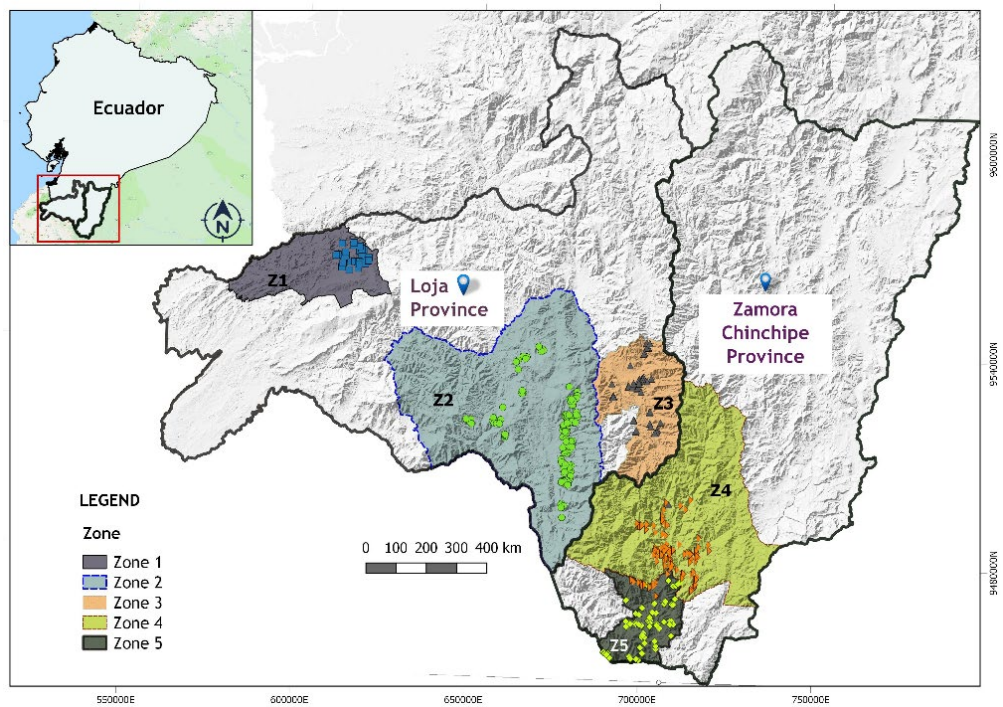 Ecuador
N
Z1
Loja
Province
Zamora
Chinchipe
Province
Z2
Z3
Z4
Z5
LEGEND
Zone
Zone 1
Zone 2
Zone 3
Zone 4
Zone 5
0 100 200 300 400 km
9600000N
9540000N
9480000N
550000E 600000E 650000E 700000E 750000E